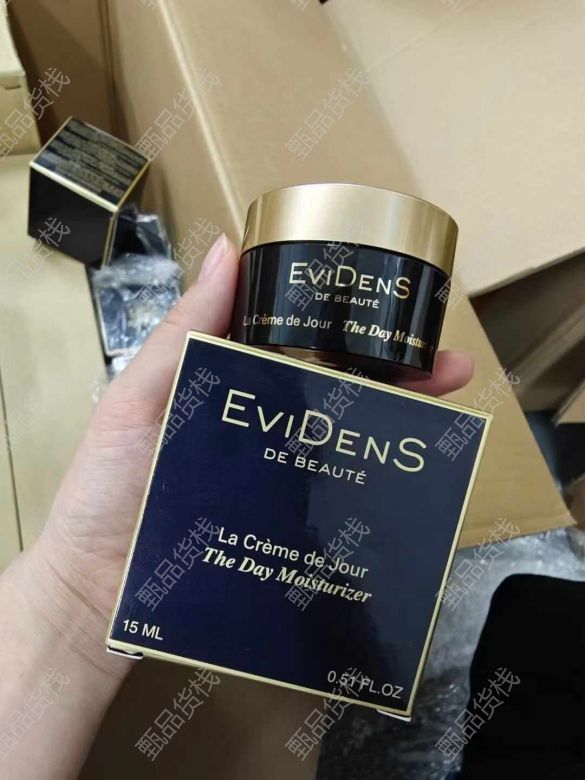 EviDenS
DE BEAUTÉ
La Crème de Jour The Day Moisturizer
EviDenS
DE BEAUTÉ
La Crème de Jour
The Day Moisturizer
15 ML
0.51 FL.OZ
甄品货栈